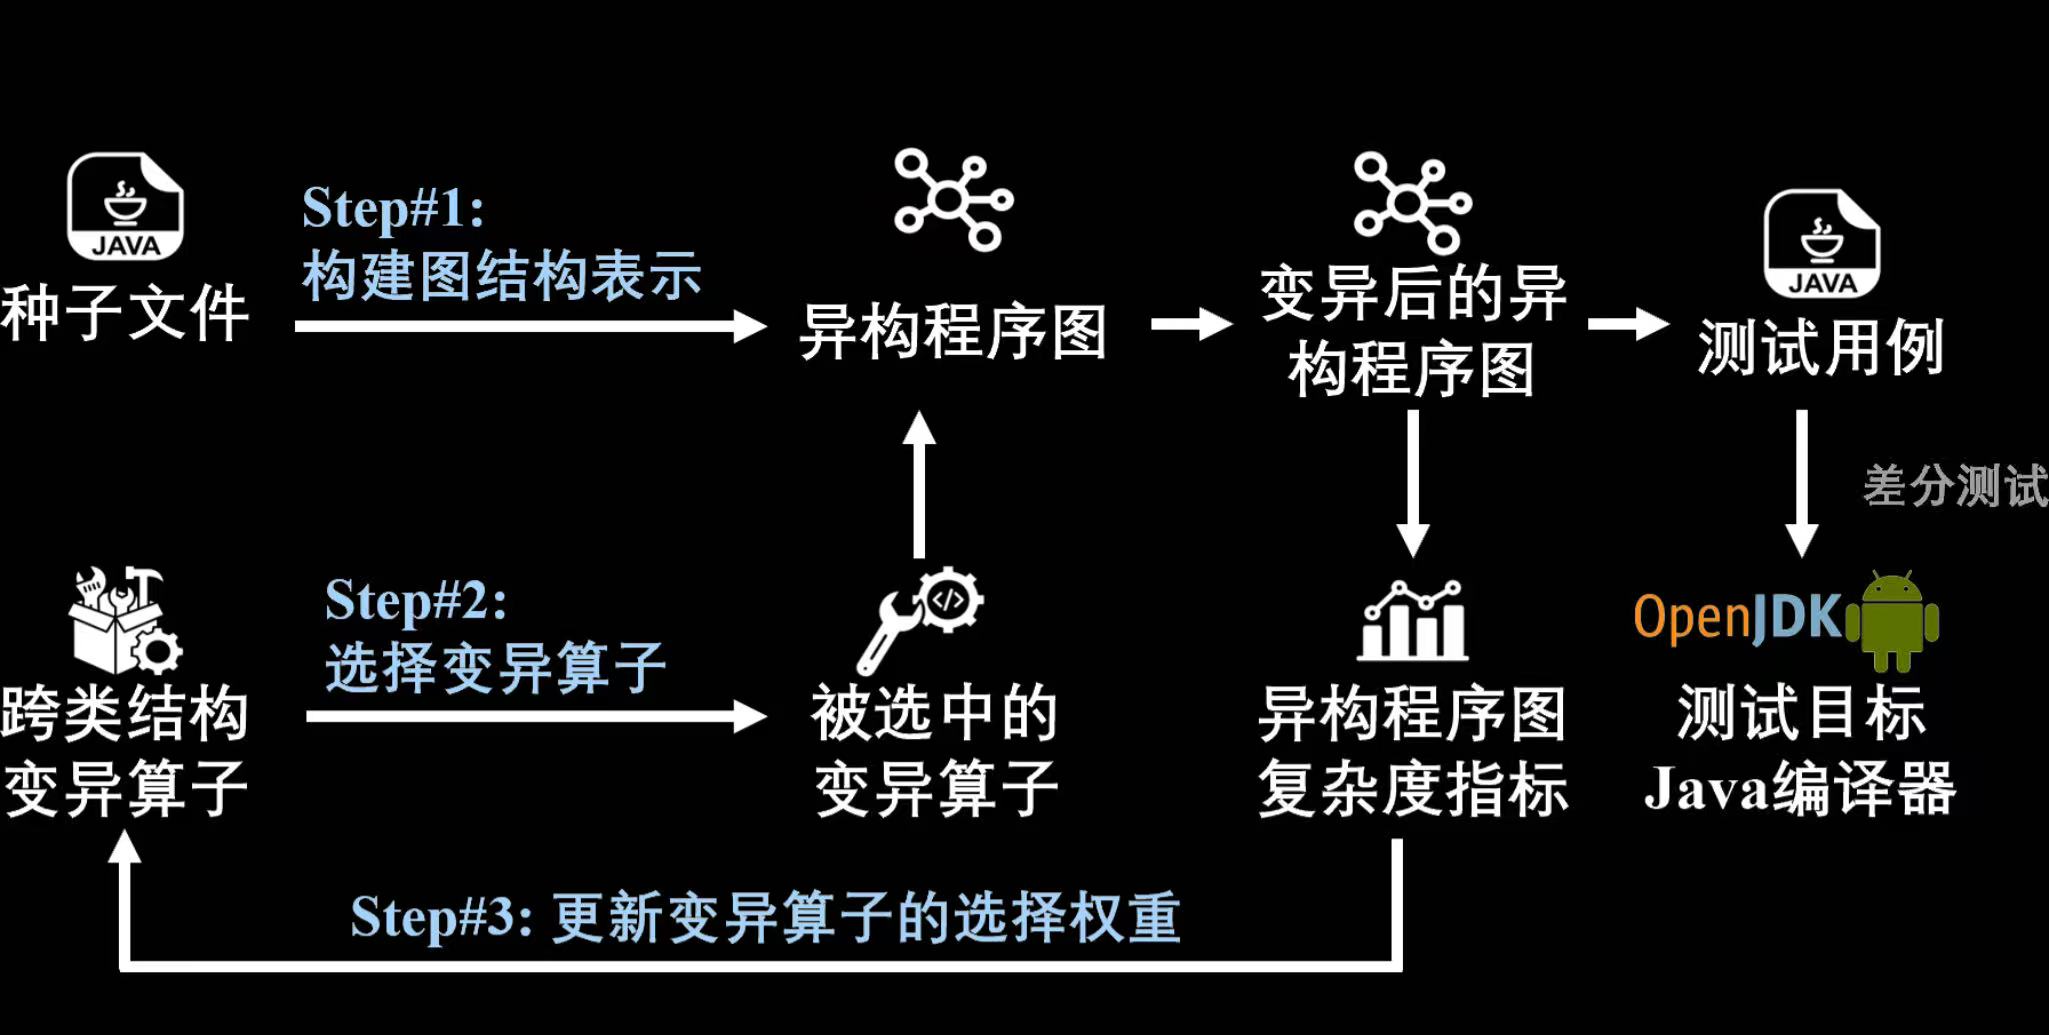 JAVA
种子文件
Step#1:
构建图结构表示
异构程序图
变异后的异
构程序图
JAVA
测试用例
差分测试
跨类结构
变异算子
Step#2:
选择变异算子
</>
被选中的
变异算子
异构程序图
复杂度指标
OpenJDK
测试目标
Java编译器
Step#3: 更新变异算子的选择权重